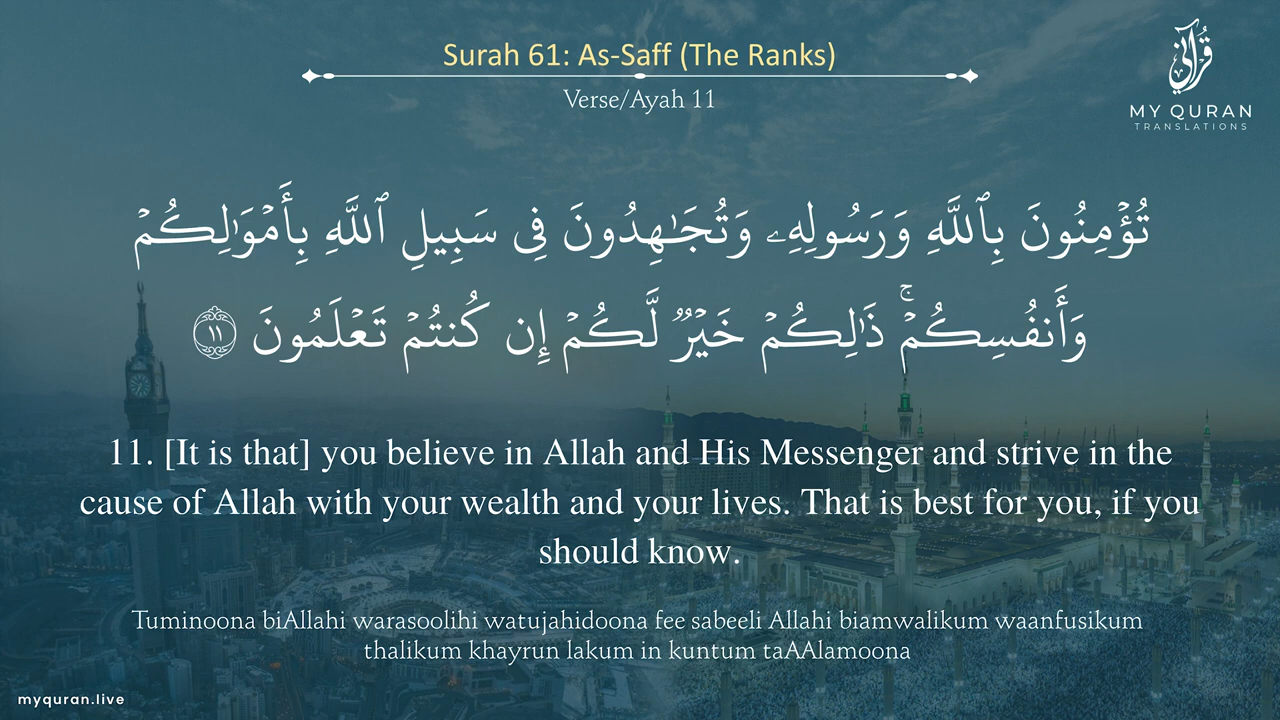 Surah 61: As-Saff (The Ranks)
Verse/Ayah 11
قُرْآنِي
MY QURAN
TRANSLATIONS
تُؤۡمِنُونَ بِٱللَّهِ وَرَسُولِهِۦ وَتُجَٰهِدُونَ فِى سَبِيلِ ٱللَّهِ بِأَمۡوَٰلِكُمۡ
وَأَنفُسِكُمۡۚ ذَٰلِكُمۡ خَيۡرٞ لَّكُمۡ إِن كُنتُمۡ تَعۡلَمُونَ ١١
11. [It is that] you believe in Allah and His Messenger and strive in the
cause of Allah with your wealth and your lives. That is best for you, if you
should know.
Tuminoona biAllahi warasoolihi watujahidoona fee sabeeli Allahi biamwalikum waanfusikum
thalikum khayrun lakum in kuntum taAAlamoona
myquran.live